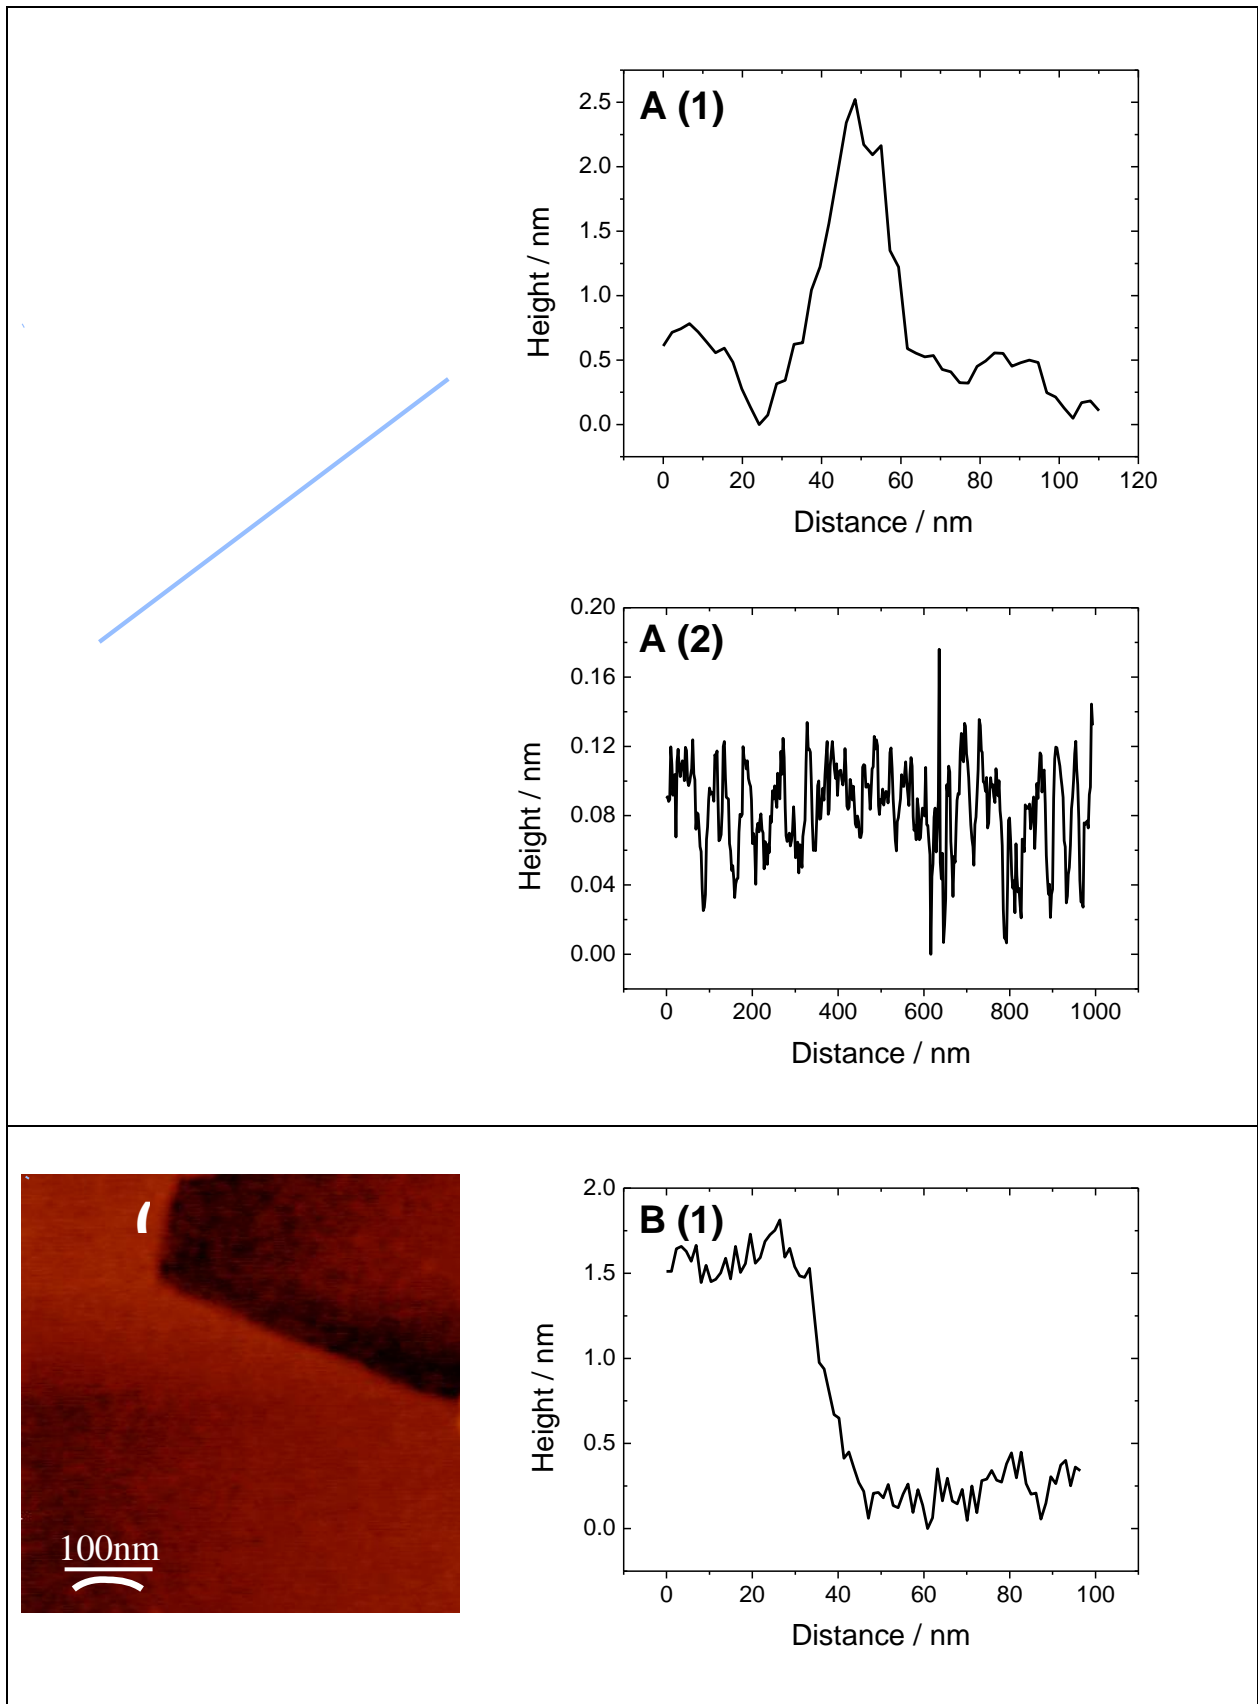 A (1)
2.5
2.0
1.5
1.0
0.5
0.0
Height / nm
0 20 40 60 80 100 120
Distance / nm
A (2)
0.20
0.16
0.12
0.08
0.04
0.00
Height / nm
0 200 400 600 800 1000
Distance / nm
100nm
B (1)
2.0
1.5
1.0
0.5
0.0
Height / nm
0 20 40 60 80 100
Distance / nm